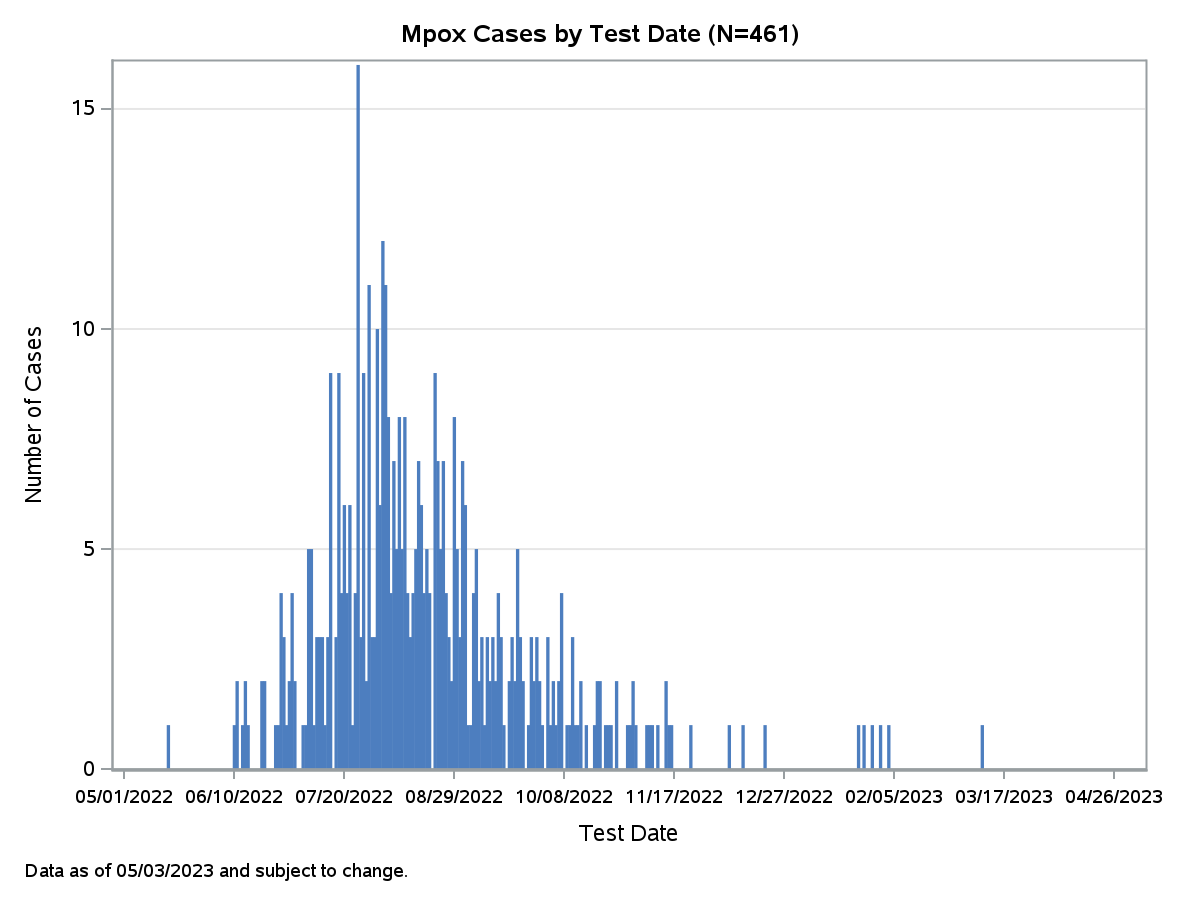 Mpox Cases by Test Date (N=461)
15
10
5
0
Number of Cases
05/01/2022 06/10/2022 07/20/2022 08/29/2022 10/08/2022 11/17/2022 12/27/2022 02/05/2023 03/17/2023 04/26/2023
Test Date
Data as of 05/03/2023 and subject to change.